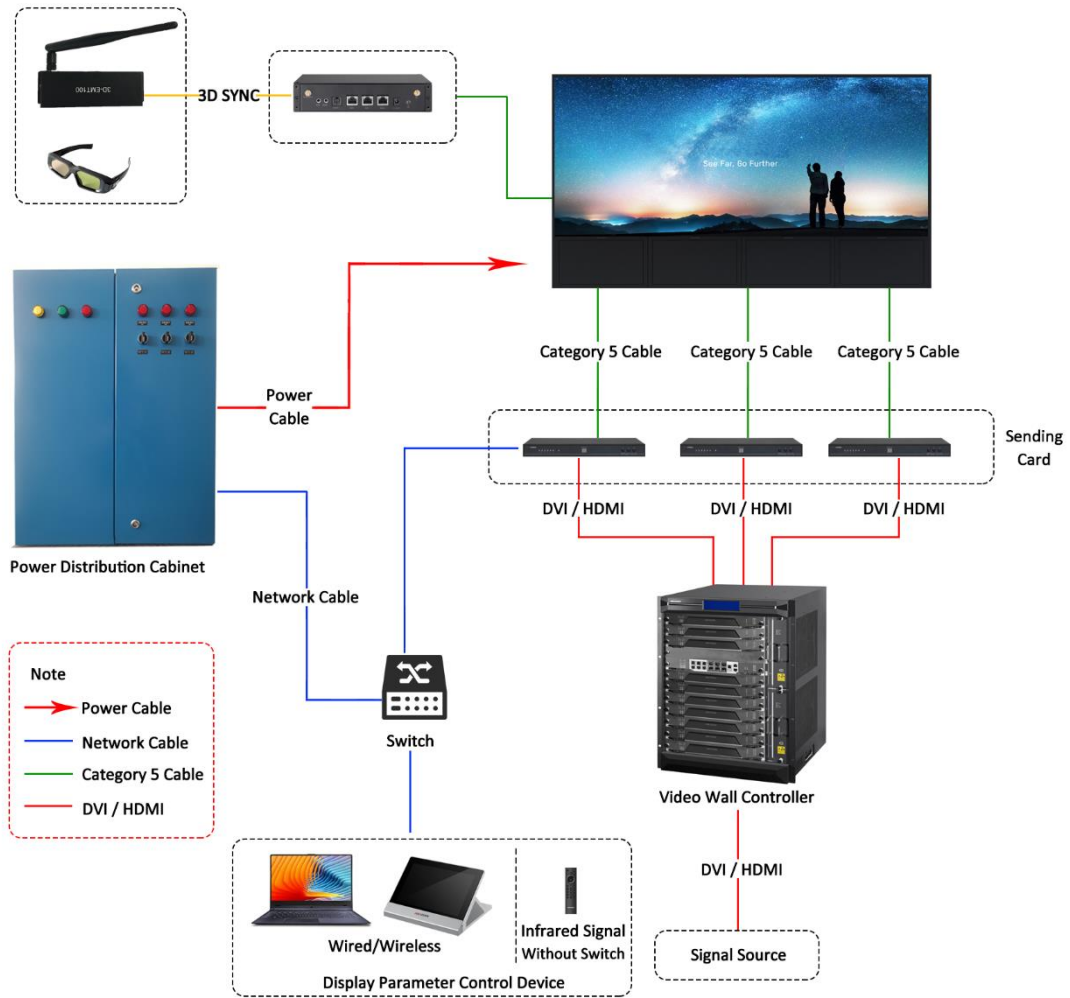 3D-EMT100
3D SYNC
See Far, Go Further
Category 5 Cable
Category 5 Cable
Category 5 Cable
Power
Cable
Sending
Card
DVI / HDMI
DVI / HDMI
DVI / HDMI
Power Distribution Cabinet
Network Cable
Note
Power Cable
Network Cable
Category 5 Cable
DVI / HDMI
Switch
Video Wall Controller
DVI / HDMI
Wired/Wireless
Infrared Signal
Without Switch
Display Parameter Control Device
Signal Source